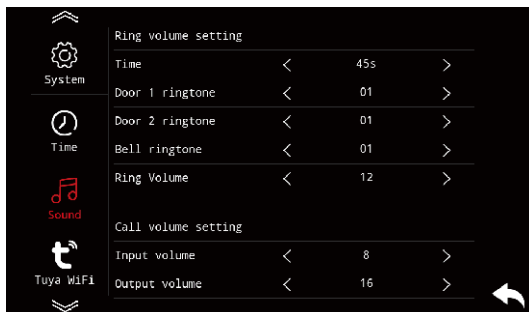 System
Time
Sound
Tuya WiFi
Ring volume setting
Time 45s
Door 1 ringtone 01
Door 2 ringtone 01
Bell ringtone 01
Ring Volume 12
Call volume setting
Input volume 8
Output volume 16